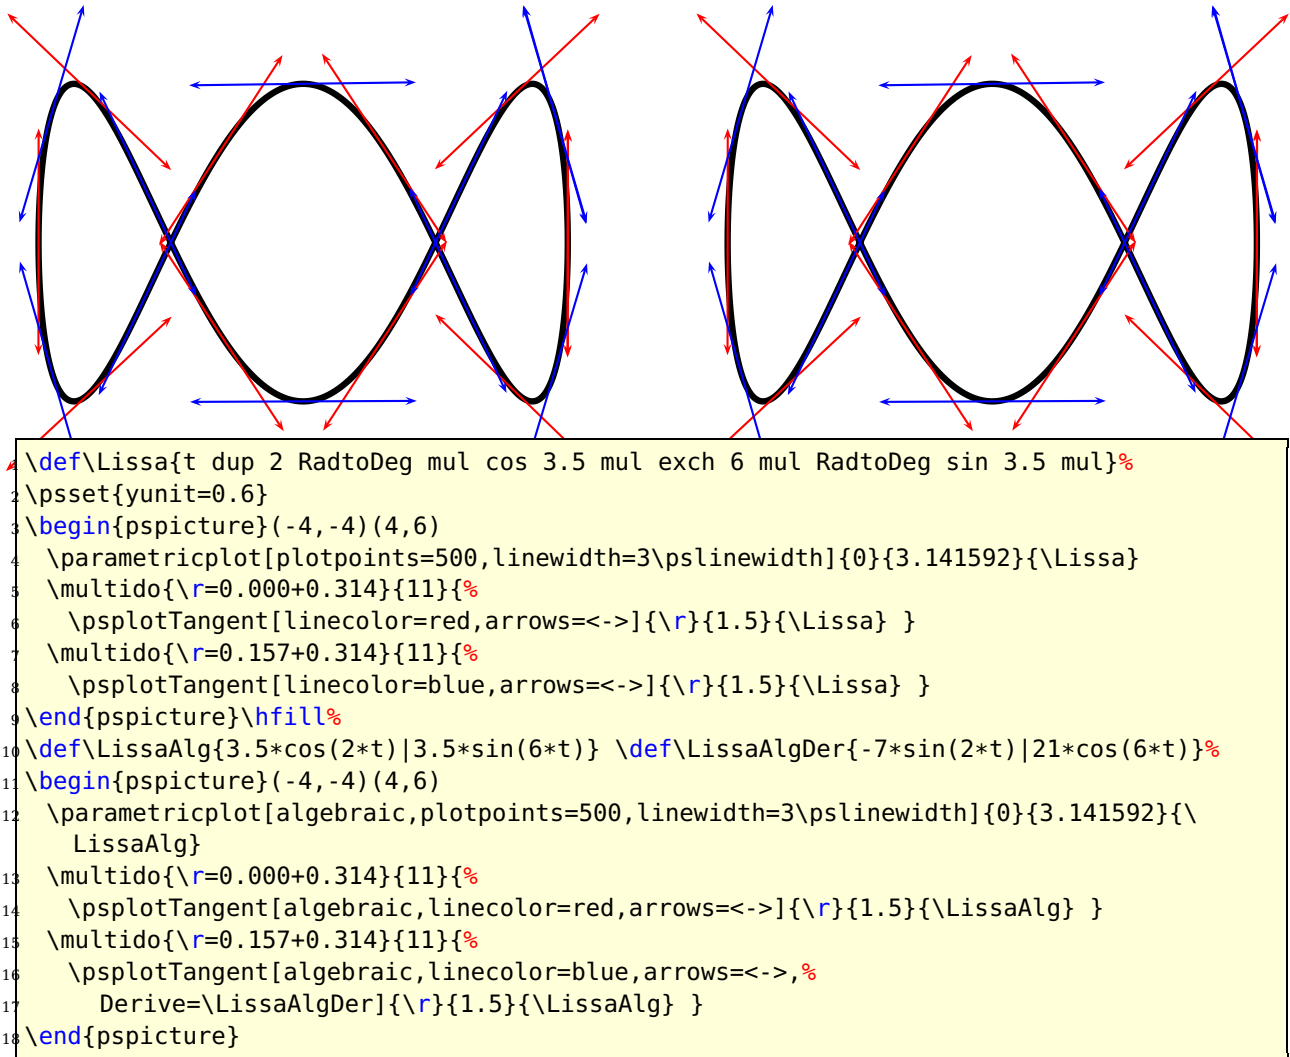 1 \def\Lissa{t dup 2 RadtoDeg mul cos 3.5 mul exch 6 mul RadtoDeg sin 3.5 mul}%
2 \psset{yunit=0.6}
3 \begin{pspicture}(-4,-4)(4,6)
4 \parametricplot[plotpoints=500,linewidth=3\pslinewidth]{0}{3.141592}{\Lissa}
5 \multido{\r=0.000+0.314}{11}{%
6 \psplotTangent[linecolor=red,arrows=<->]{\r}{1.5}{\Lissa} }
7 \multido{\r=0.157+0.314}{11}{%
8 \psplotTangent[linecolor=blue,arrows=<->]{\r}{1.5}{\Lissa} }
9 \end{pspicture}\hfill%
10 \def\LissaAlg{3.5*cos(2*t)|3.5*sin(6*t)} \def\LissaAlgDer{-7*sin(2*t)|21*cos(6*t)}%
11 \begin{pspicture}(-4,-4)(4,6)
12 \parametricplot[algebraic,plotpoints=500,linewidth=3\pslinewidth]{0}{3.141592}{\
LissaAlg}
13 \multido{\r=0.000+0.314}{11}{%
14 \psplotTangent[algebraic,linecolor=red,arrows=<->]{\r}{1.5}{\LissaAlg} }
15 \multido{\r=0.157+0.314}{11}{%
16 \psplotTangent[algebraic,linecolor=blue,arrows=<->,%
17 Derive=\LissaAlgDer]{\r}{1.5}{\LissaAlg} }
18 \end{pspicture}